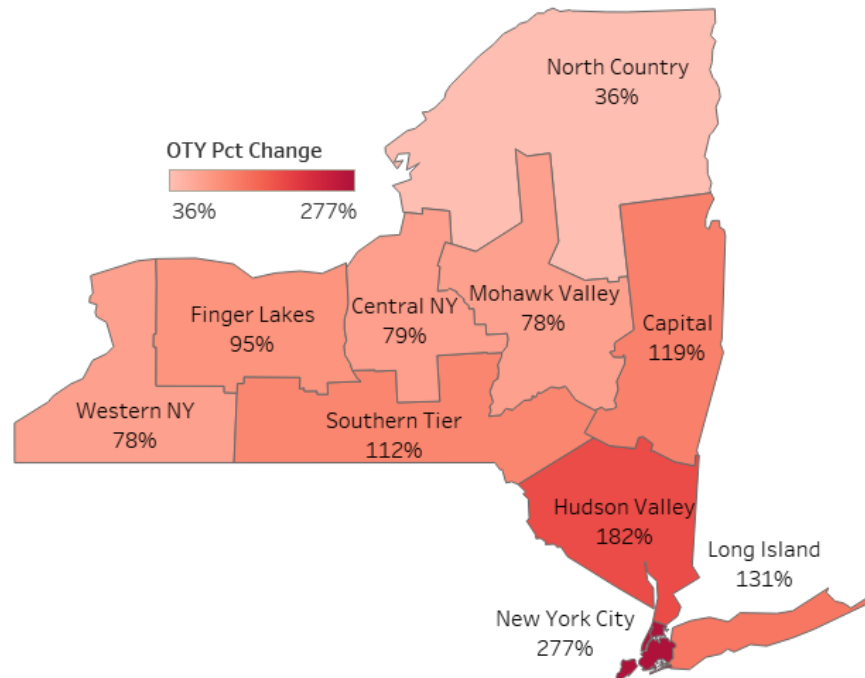 North Country
36%
OTY Pct Change
36%
277%
Finger Lakes
95%
Central NY
79%
Mohawk Valley
78%
Capital
119%
Western NY
78%
Southern Tier
112%
Hudson Valley
182%
Long Island
131%
New York City
277%